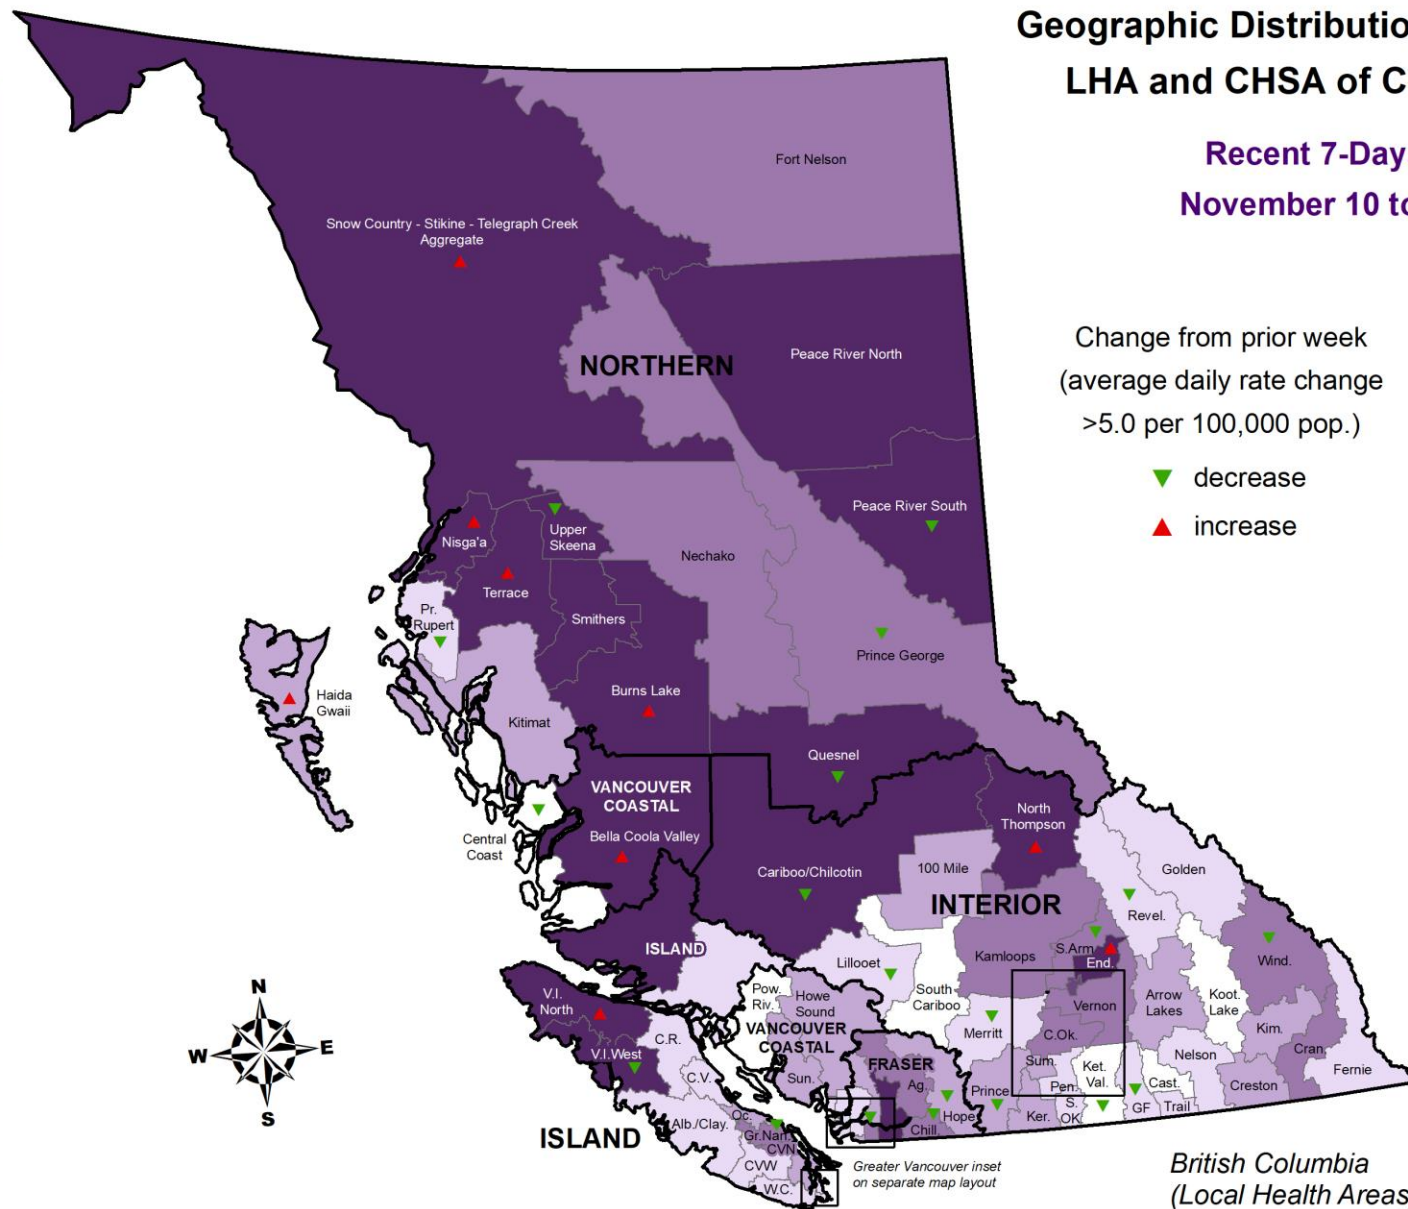 Geographic Distributio
LHA and CHSA of C
Recent 7-Day
November 10 to
Change from prior week
(average daily rate change
>5.0 per 100,000 pop.)
decrease
increase
Fort Nelson
Snow Country - Stikine - Telegraph Creek
Aggregate
NORTHERN
Peace River North
Peace River South
Nisga'a
Upper
Skeena
Nechako
Terrace
Smithers
Pr.
Rupert
Prince George
Haida
Gwaii
Kitimat
Burns Lake
Quesnel
VANCOUVER
COASTAL
Bella Coola Valley
Central
Coast
North
Thompson
Cariboo/Chilcotin
100 Mile
Golden
INTERIOR
Revel.
ISLAND
Lillooet
South
Cariboo
Kamloops
S.Arm
End.
Wind.
Pow.
Riv.
Howe
Sound
VANCOUVER
COASTAL
Merritt
Vernon
C.Ok.
Arrow
Lakes
Koot.
Lake
Kim.
Cran.
V.I.
North
V.I.West
C.R.
C.V.
FRASER
Sun.
Ag.
Hope
Chill.
Prince
Sum.
Pen.
Ket.
Val.
Ker.
S.
OK
GF
Cast.
Trail
Nelson
Creston
Fernie
Oc.
Alb./Clay.
Gr.Nan.
CVN
CVW
W.C.
ISLAND
N
W
E
S
Greater Vancouver inset
on separate map layout
British Columbia
(Local Health Areas